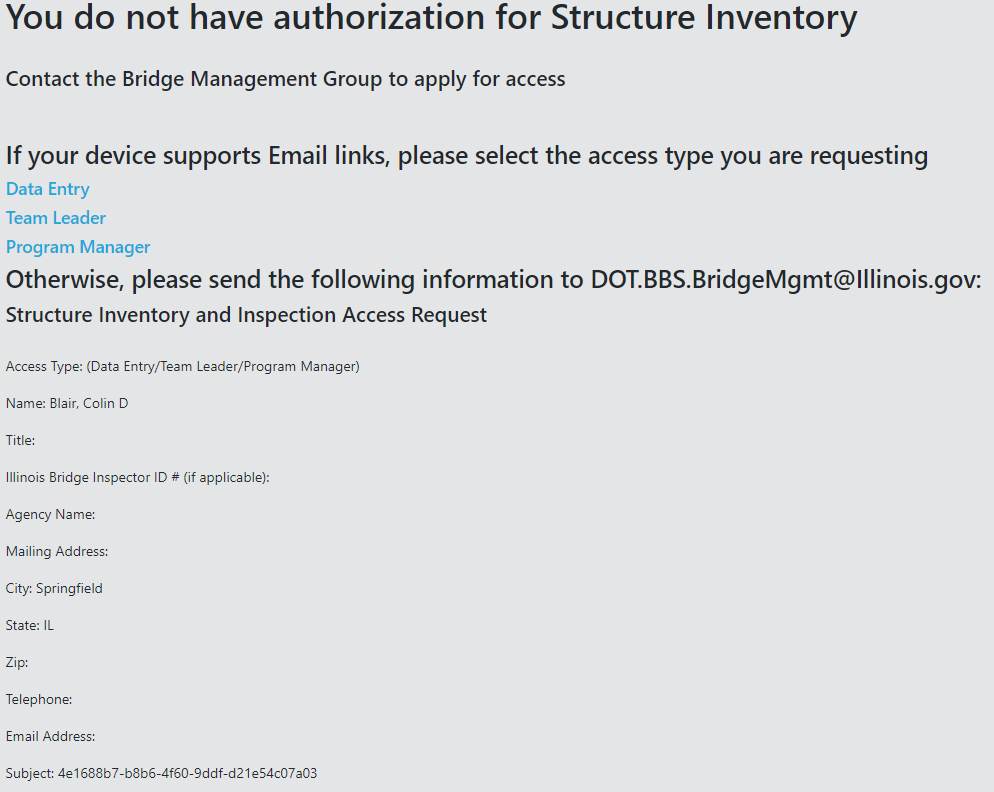 You do not have authorization for Structure Inventory
Contact the Bridge Management Group to apply for access
If your device supports Email links, please select the access type you are requesting
Data Entry
Team Leader
Program Manager
Otherwise, please send the following information to DOT.BBS.BridgeMgmt@Illinois.gov:
Structure Inventory and Inspection Access Request
Access Type: (Data Entry/Team Leader/Program Manager)
Name: Blair, Colin D
Title:
Illinois Bridge Inspector ID # (if applicable):
Agency Name:
Mailing Address:
City: Springfield
State: IL
Zip:
Telephone:
Email Address:
Subject: 4e1688b7-b8b6-4f60-9ddf-d21e54c07a03